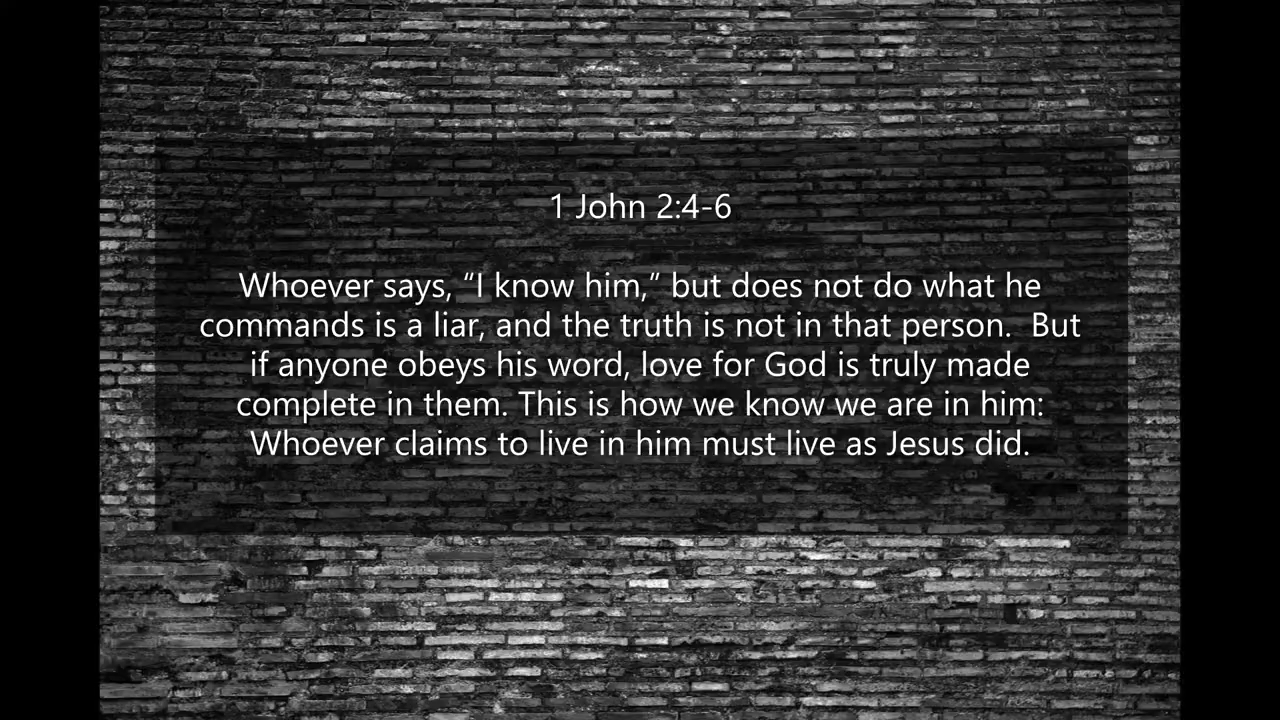 1 John 2:4-6
Whoever says, “I know him,” but does not do what he
commands is a liar, and the truth is not in that person.  But
if anyone obeys his word, love for God is truly made
complete in them. This is how we know we are in him:
Whoever claims to live in him must live as Jesus did.